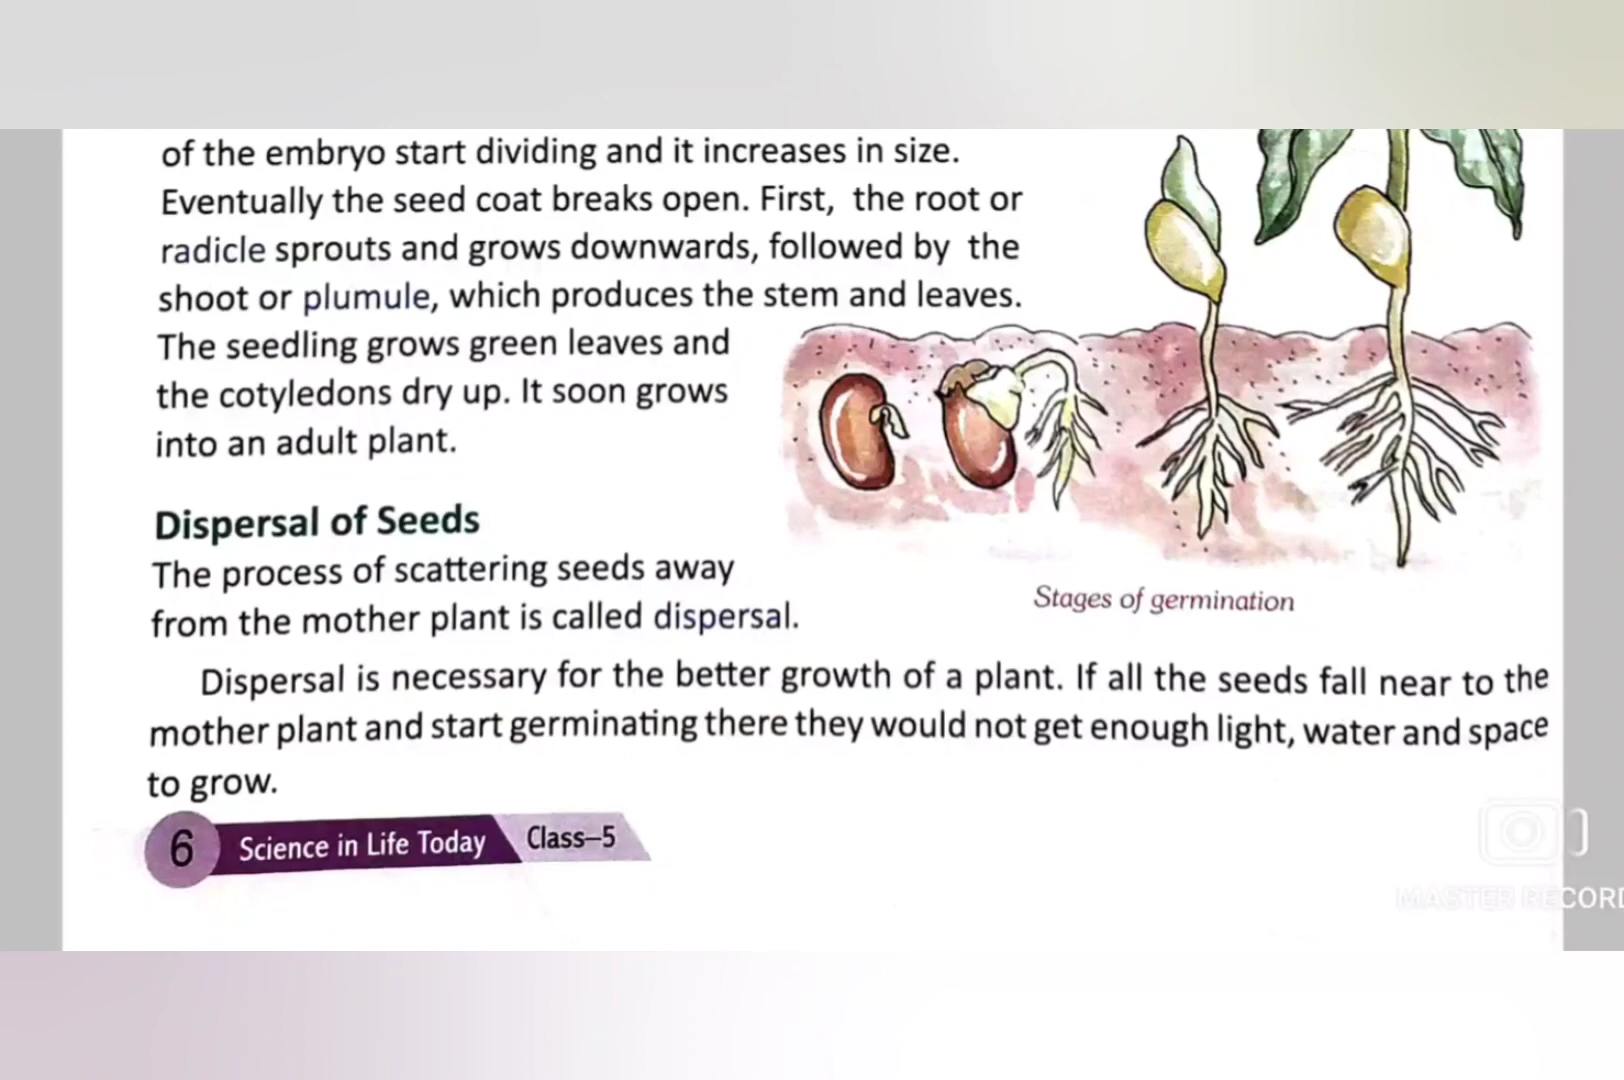 of the embryo start dividing and it increases in size.
Eventually the seed coat breaks open. First, the root or
radicle sprouts and grows downwards, followed by the
shoot or plumule, which produces the stem and leaves.
The seedling grows green leaves and
the cotyledons dry up. It soon grows
into an adult plant.
Dispersal of Seeds
The process of scattering seeds away
from the mother plant is called dispersal.
Stages of germination
Dispersal is necessary for the better growth of a plant. If all the seeds fall near to the
mother plant and start germinating there they would not get enough light, water and space
to grow.
6 Science in Life Today Class–5
MASTER RECORD